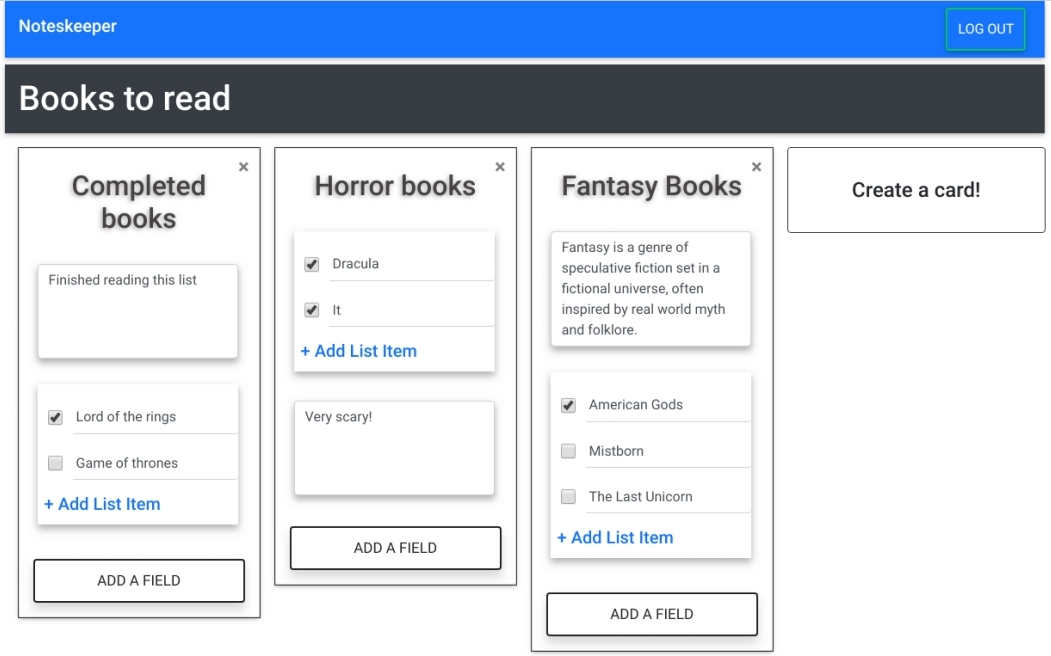 Noteskeeper
LOG OUT
Books to read
×
Completed
books
Finished reading this list
Lord of the rings
Game of thrones
+ Add List Item
ADD A FIELD
×
Horror books
Dracula
It
+ Add List Item
Very scary!
ADD A FIELD
×
Fantasy Books
Fantasy is a genre of
speculative fiction set in a
fictional universe, often
inspired by real world myth
and folklore.
American Gods
Mistborn
The Last Unicorn
+ Add List Item
ADD A FIELD
Create a card!